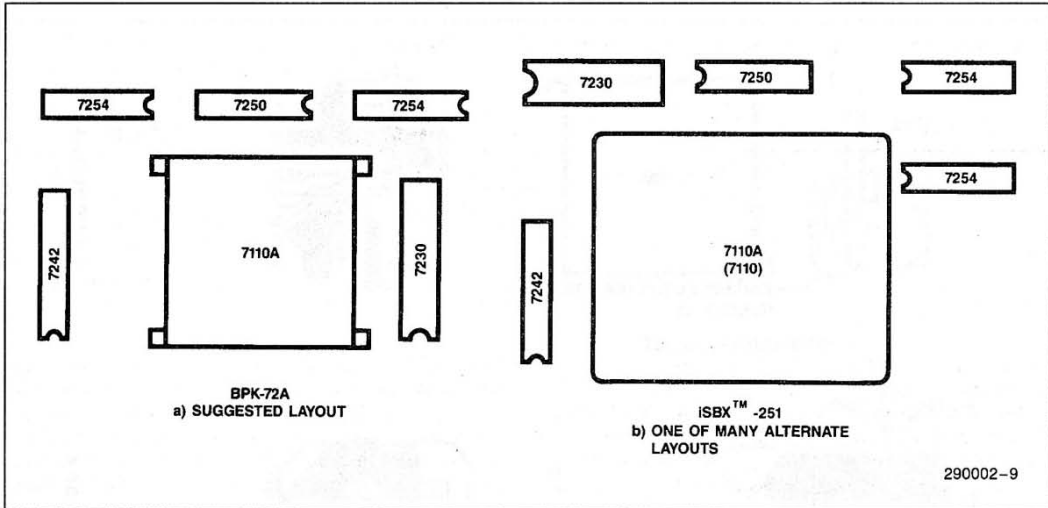 7254
7250
7254
7242
7110A
7230
BPK-72A
a) SUGGESTED LAYOUT
7230
7250
7254
7254
7242
7110A
(7110)
iSBX™ -251
b) ONE OF MANY ALTERNATE
LAYOUTS
290002-9